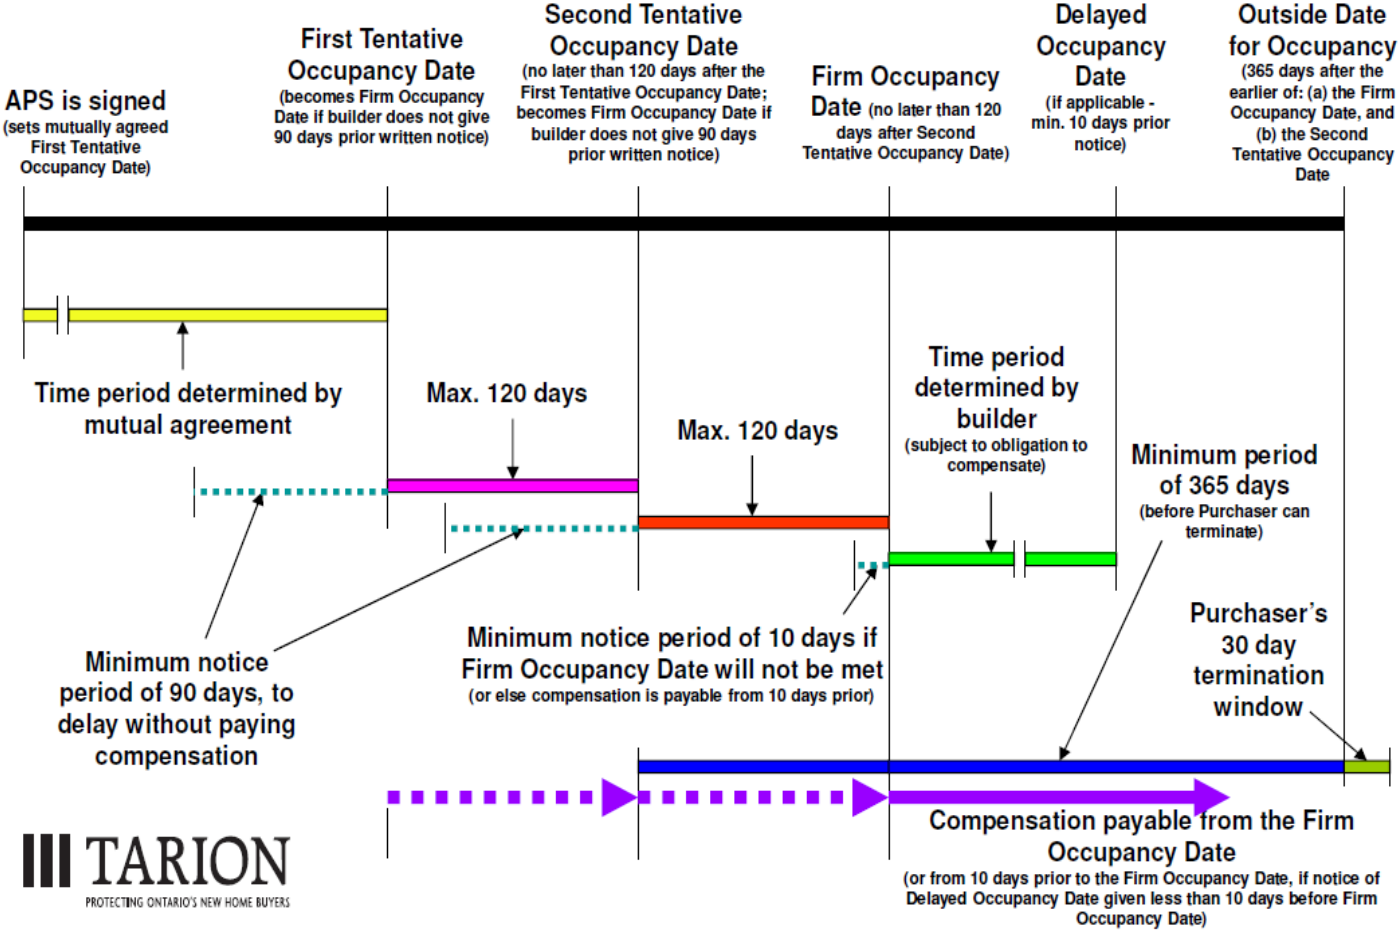 APS is signed
(sets mutually agreed
First Tentative
Occupancy Date)
First Tentative
Occupancy Date
(becomes Firm Occupancy
Date if builder does not give
90 days prior written notice)
Second Tentative
Occupancy Date
(no later than 120 days after the
First Tentative Occupancy Date;
becomes Firm Occupancy Date if
builder does not give 90 days
prior written notice)
Firm Occupancy
Date (no later than 120
days after Second
Tentative Occupancy Date)
Delayed
Occupancy
Date
(if applicable -
min. 10 days prior
notice)
Outside Date
for Occupancy
(365 days after the
earlier of: (a) the Firm
Occupancy Date, and
(b) the Second
Tentative Occupancy
Date
Time period determined by
mutual agreement
Max. 120 days
Max. 120 days
Time period
determined by
builder
(subject to obligation to
compensate)
Minimum period
of 365 days
(before Purchaser can
terminate)
Minimum notice
period of 90 days, to
delay without paying
compensation
Minimum notice period of 10 days if
Firm Occupancy Date will not be met
(or else compensation is payable from 10 days prior)
Purchaser's
30 day
termination
window
Compensation payable from the Firm
Occupancy Date
(or from 10 days prior to the Firm Occupancy Date, if notice of
Delayed Occupancy Date given less than 10 days before Firm
Occupancy Date)
TARION
PROTECTING ONTARIO'S NEW HOME BUYERS